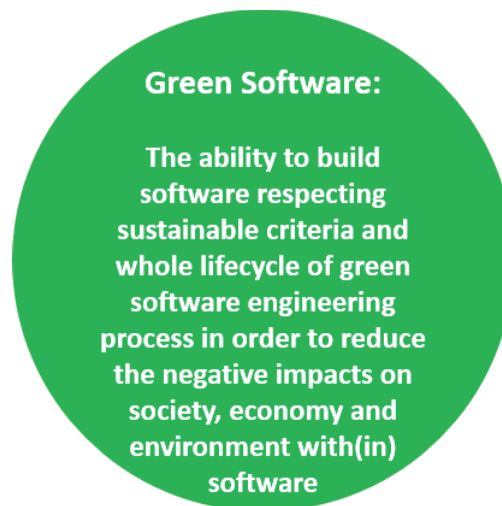 Green Software:
The ability to build
software respecting
sustainable criteria and
whole lifecycle of green
software engineering
process in order to reduce
the negative impacts on
society, economy and
environment with(in)
software